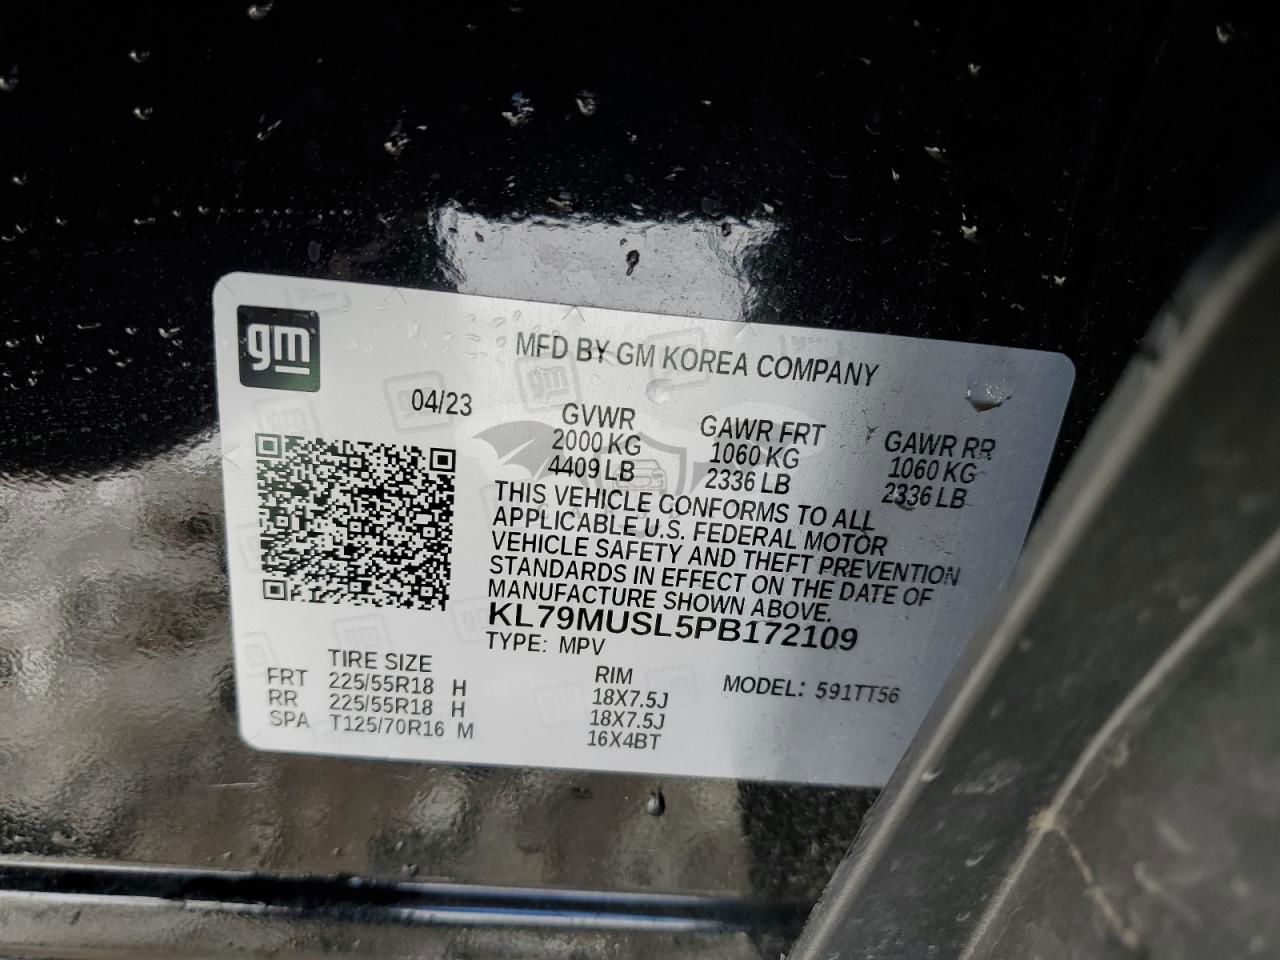 gm
MFD BY GM KOREA COMPANY
04/23
GVWR GAWR FRT GAWR RR
2000 KG 1060 KG 1060 KG
4409 LB 2336 LB 2336 LB
THIS VEHICLE CONFORMS TO ALL
APPLICABLE U.S. FEDERAL MOTOR
VEHICLE SAFETY AND THEFT PREVENTION
STANDARDS IN EFFECT ON THE DATE OF
MANUFACTURE SHOWN ABOVE.
KL79MUSL5PB172109
TYPE: MPV
TIRE SIZE RIM MODEL: 591TT56
FRT 225/55R18 H 18X7.5J
RR 225/55R18 H 18X7.5J
SPA T125/70R16 M 16X4BT